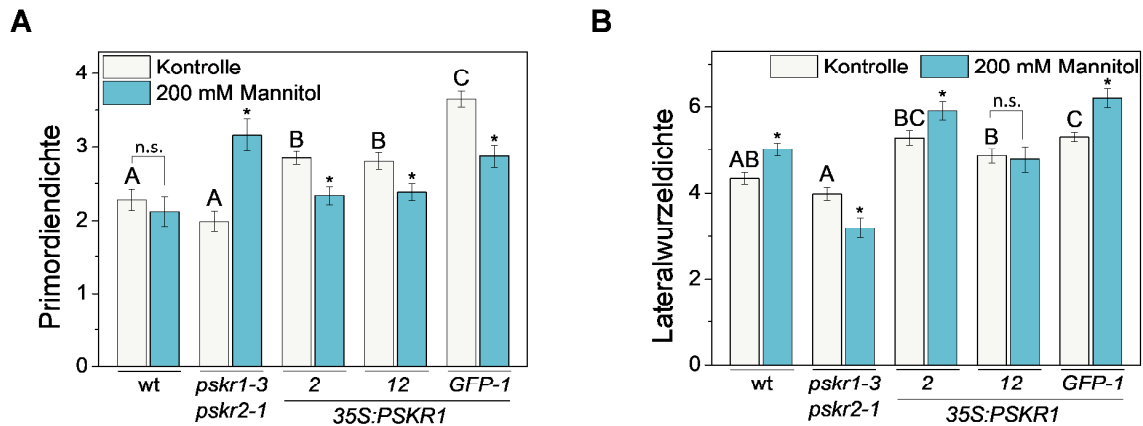 A
Primordiendichte
4
3
2
1
0
Kontrolle
200 mM Mannitol
n.s.
A
A
*
B
*
B
*
C
*
wt
pskr1-3
pskr2-1
2
12
GFP-1
35S:PSKR1
B
Lateralwurzeldichte
6
4
2
0
Kontrolle
200 mM Mannitol
AB
*
A
*
BC
*
n.s.
B
C
*
wt
pskr1-3
pskr2-1
2
12
GFP-1
35S:PSKR1